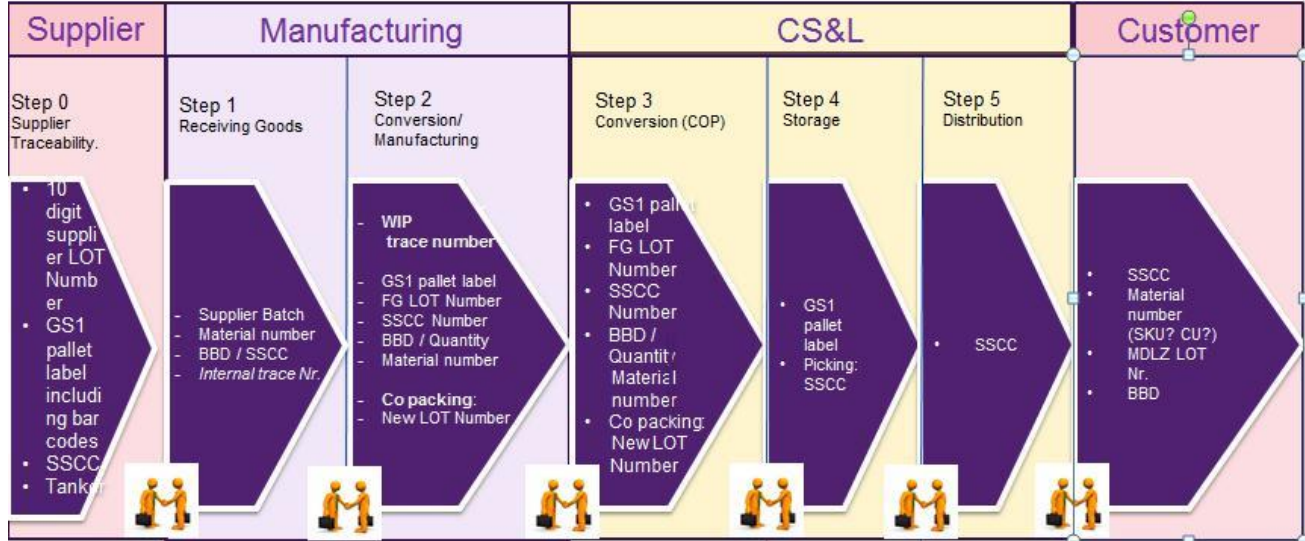 Supplier
Manufacturing
CS&L
Customer
Step 0
Supplier
Traceability.
Step 1
Receiving Goods
Step 2
Conversion/
Manufacturing
Step 3
Conversion (COP)
Step 4
Storage
Step 5
Distribution
• 10
digit
suppli
er LOT
Numb
er
• GS1
pallet
label
includi
ng bar
codes
• SSCC
• Tanker
- Supplier Batch
- Material number
- BBD / SSCC
- Internal trace Nr.
- WIP
trace number
- GS1 pallet label
- FG LOT Number
- SSCC Number
- BBD / Quantity
- Material number
- Co packing:
- New LOT Number
• GS1 pallet
label
• FG LOT
Number
• SSCC
Number
• BBD /
Quantity
Material
number
• Co packing:
New LOT
Number
• GS1
pallet
label
• Picking:
SSCC
• SSCC
• SSCC
• Material
number
(SKU? CU?)
• MDLZ LOT
Nr.
• BBD